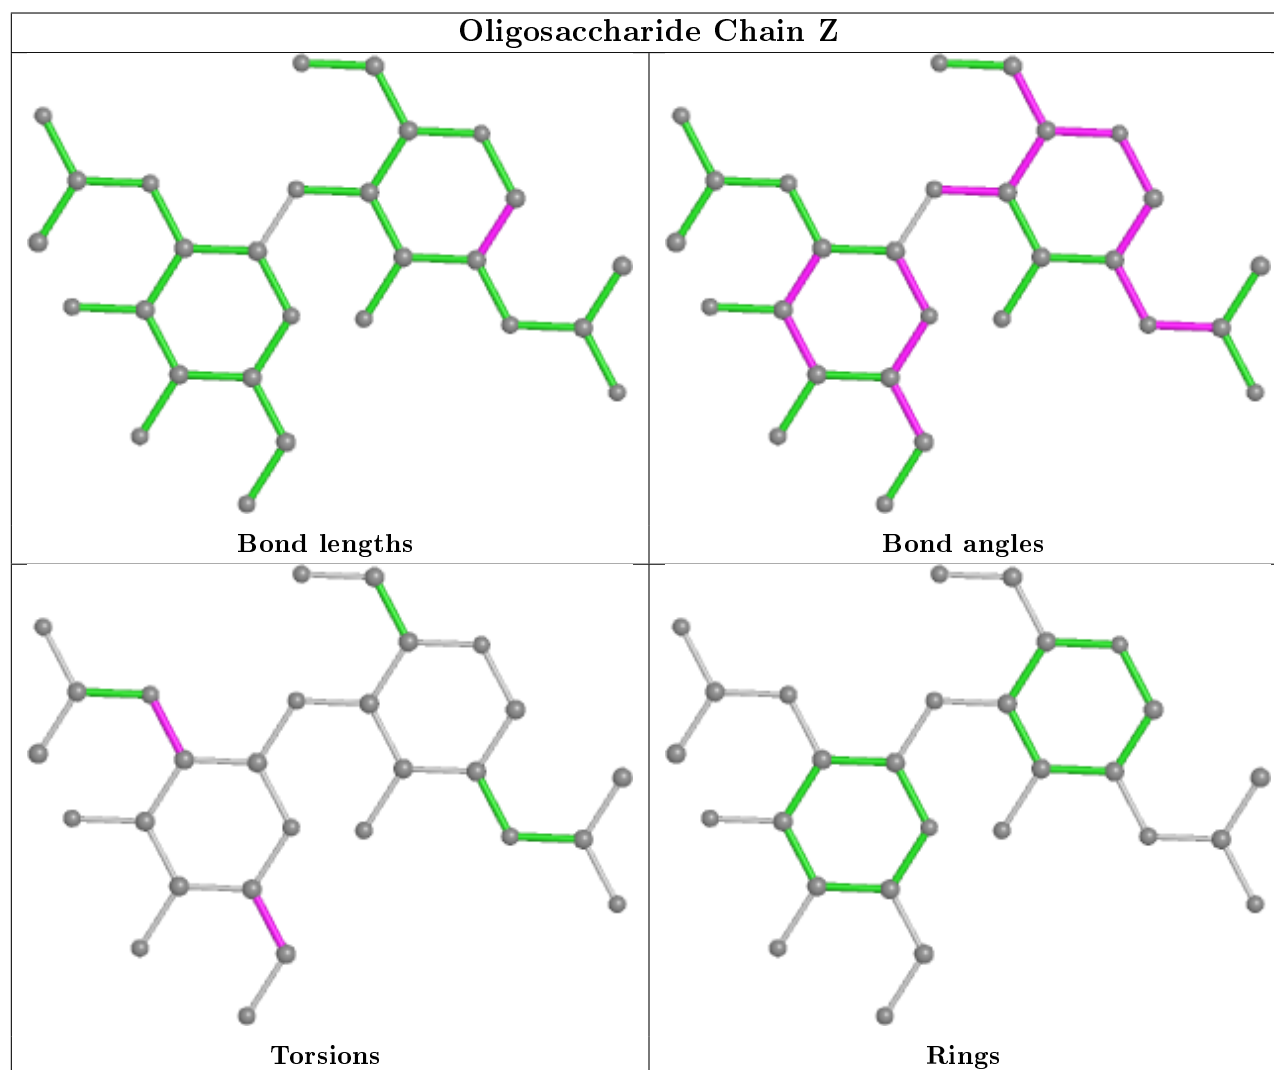 Oligosaccharide Chain Z
Bond lengths
Bond angles
Torsions
Rings